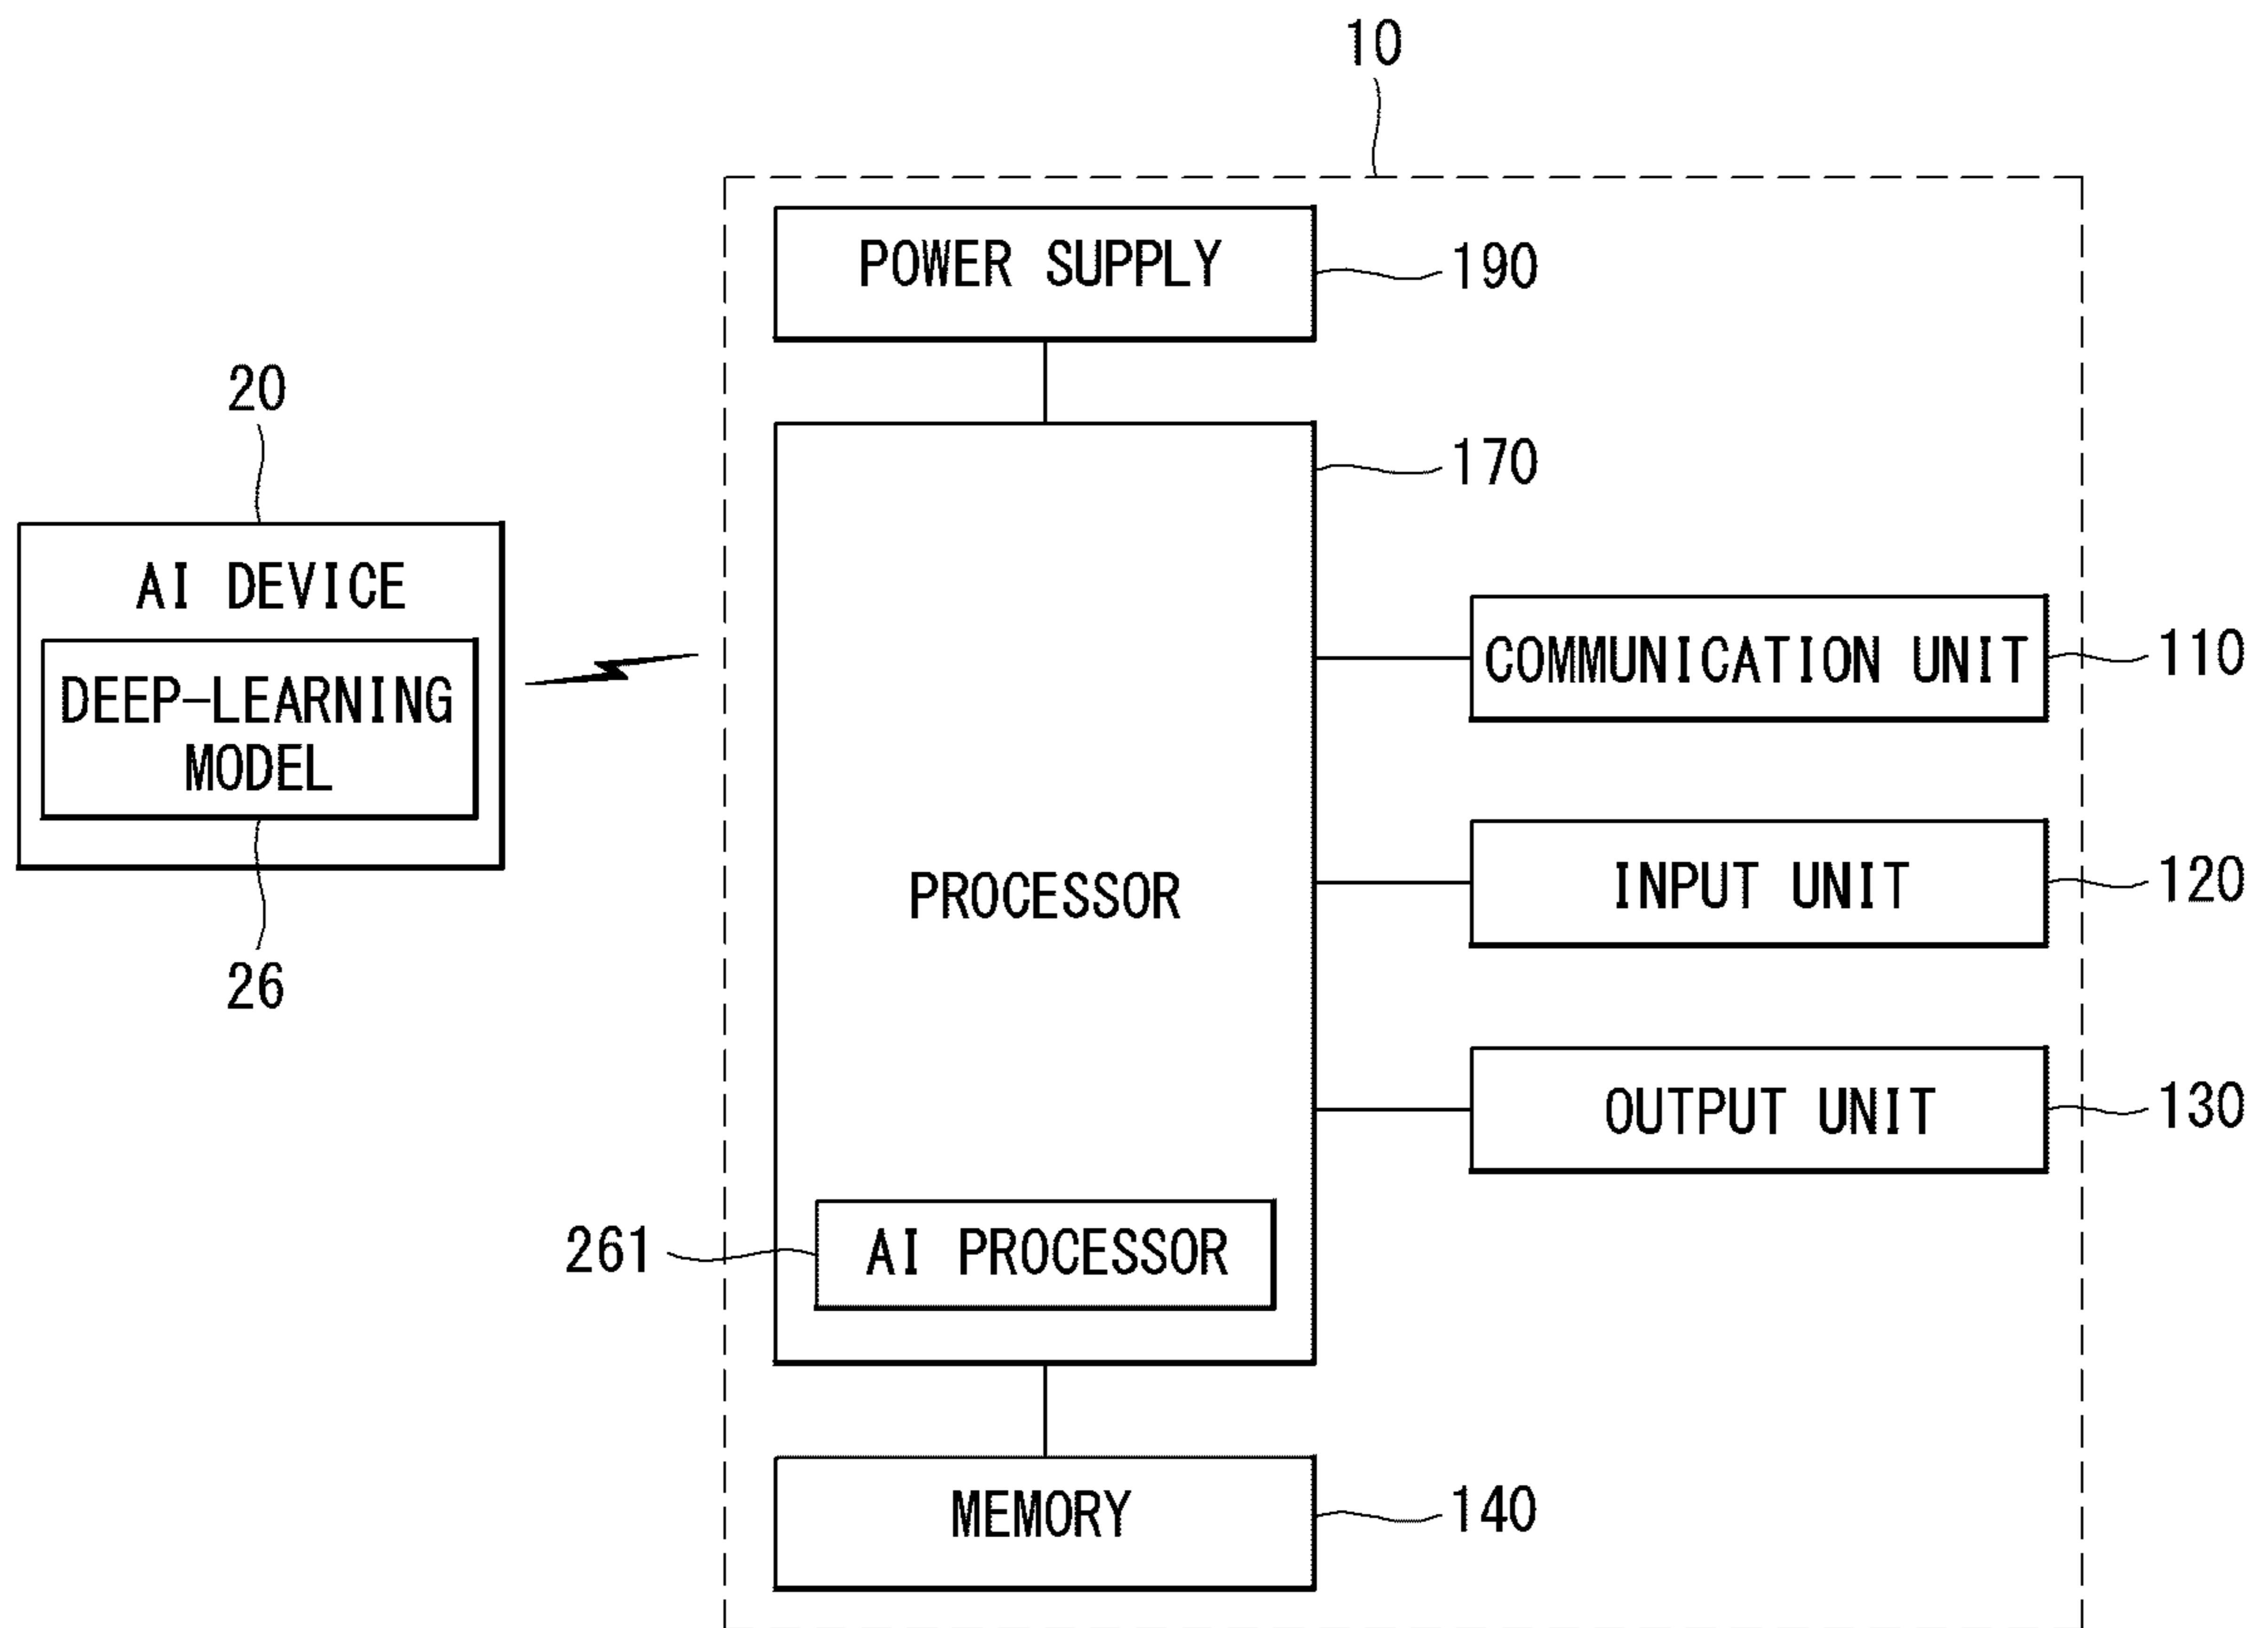 10
POWER SUPPLY
190
20
170
AI DEVICE
DEEP-LEARNING
MODEL
26
COMMUNICATION UNIT
110
PROCESSOR
INPUT UNIT
120
OUTPUT UNIT
130
261
AI PROCESSOR
MEMORY
140